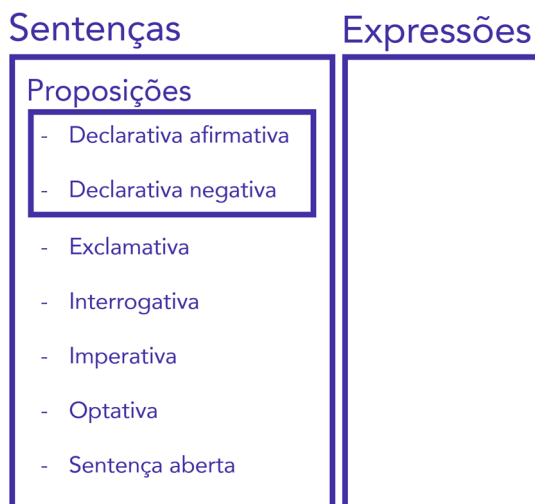 Sentenças
Expressões
Proposições
- Declarativa afirmativa
- Declarativa negativa
- Exclamativa
- Interrogativa
- Imperativa
- Optativa
- Sentença aberta